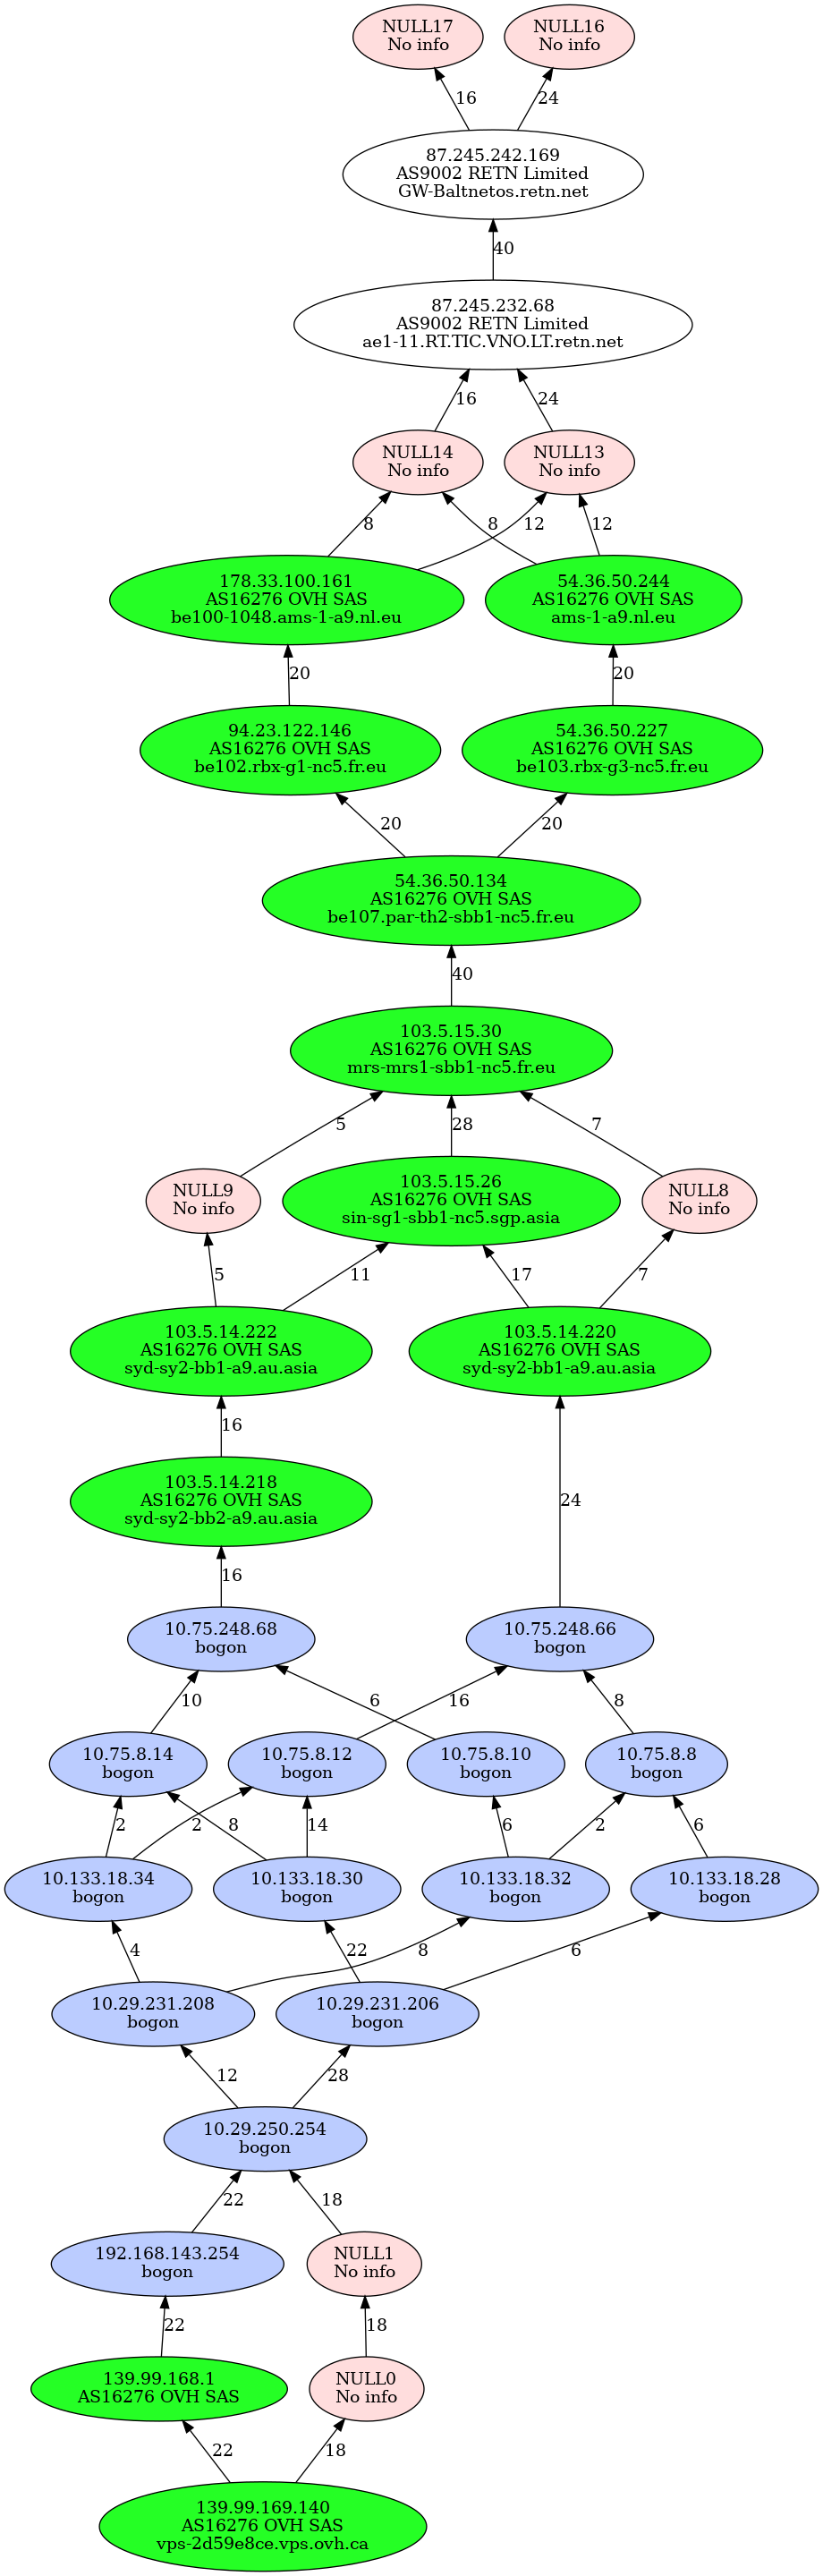 NULL17
No info
NULL16
No info
16
24
87.245.242.169
AS9002 RETN Limited
GW-Baltnetos.retn.net
40
87.245.232.68
AS9002 RETN Limited
ae1-11.RT.TIC.VNO.LT.retn.net
16
24
NULL14
No info
NULL13
No info
8
8
12
12
178.33.100.161
AS16276 OVH SAS
be100-1048.ams-1-a9.nl.eu
54.36.50.244
AS16276 OVH SAS
ams-1-a9.nl.eu
20
20
94.23.122.146
AS16276 OVH SAS
be102.rbx-g1-nc5.fr.eu
54.36.50.227
AS16276 OVH SAS
be103.rbx-g3-nc5.fr.eu
20
20
54.36.50.134
AS16276 OVH SAS
be107.par-th2-sbb1-nc5.fr.eu
40
103.5.15.30
AS16276 OVH SAS
mrs-mrs1-sbb1-nc5.fr.eu
5
28
7
NULL9
No info
103.5.15.26
AS16276 OVH SAS
sin-sg1-sbb1-nc5.sgp.asia
NULL8
No info
5
11
17
7
103.5.14.222
AS16276 OVH SAS
syd-sy2-bb1-a9.au.asia
103.5.14.220
AS16276 OVH SAS
syd-sy2-bb1-a9.au.asia
16
103.5.14.218
AS16276 OVH SAS
syd-sy2-bb2-a9.au.asia
24
16
10.75.248.68
bogon
10.75.248.66
bogon
10
6
16
8
10.75.8.14
bogon
10.75.8.12
bogon
10.75.8.10
bogon
10.75.8.8
bogon
2
2
8
14
6
2
6
10.133.18.34
bogon
10.133.18.30
bogon
10.133.18.32
bogon
10.133.18.28
bogon
4
22
8
6
10.29.231.208
bogon
10.29.231.206
bogon
12
28
10.29.250.254
bogon
22
18
192.168.143.254
bogon
NULL1
No info
22
18
139.99.168.1
AS16276 OVH SAS
NULL0
No info
22
18
139.99.169.140
AS16276 OVH SAS
vps-2d59e8ce.vps.ovh.ca